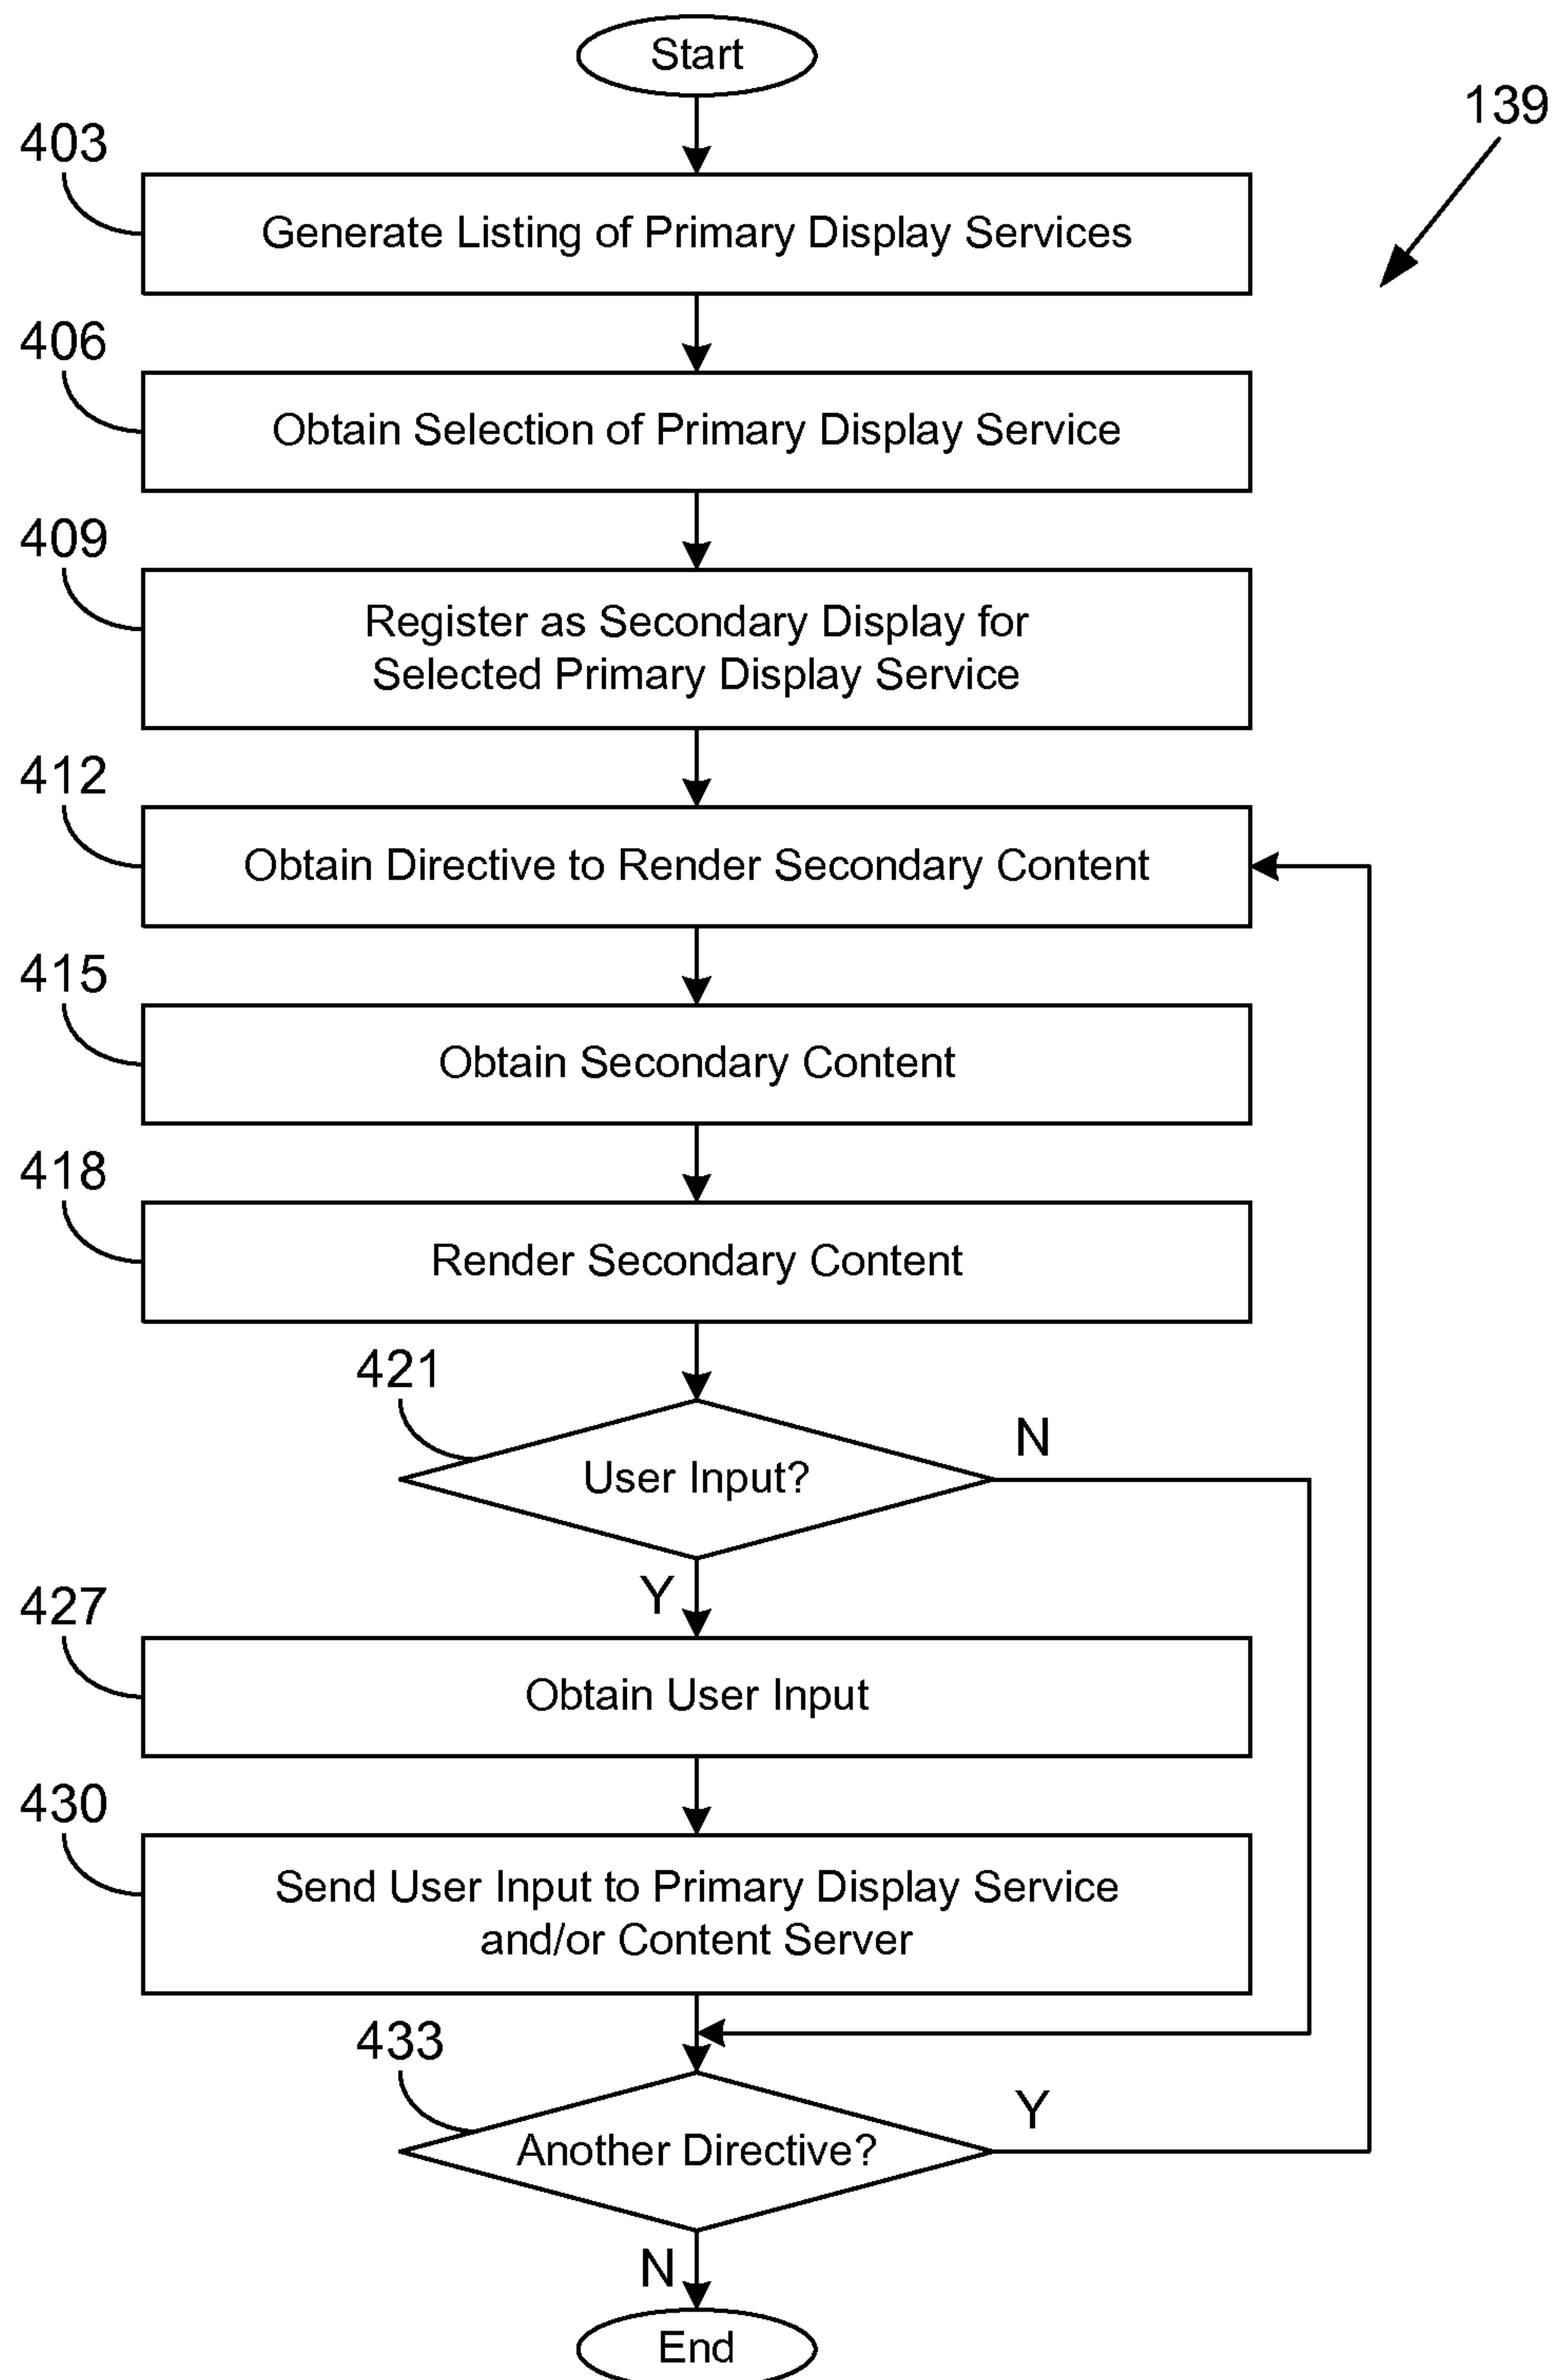 Start
139
403
Generate Listing of Primary Display Services
406
Obtain Selection of Primary Display Service
409
Register as Secondary Display for
Selected Primary Display Service
412
Obtain Directive to Render Secondary Content
415
Obtain Secondary Content
418
Render Secondary Content
421
User Input?
N
Y
427
Obtain User Input
430
Send User Input to Primary Display Service
and/or Content Server
433
Another Directive?
Y
N
End